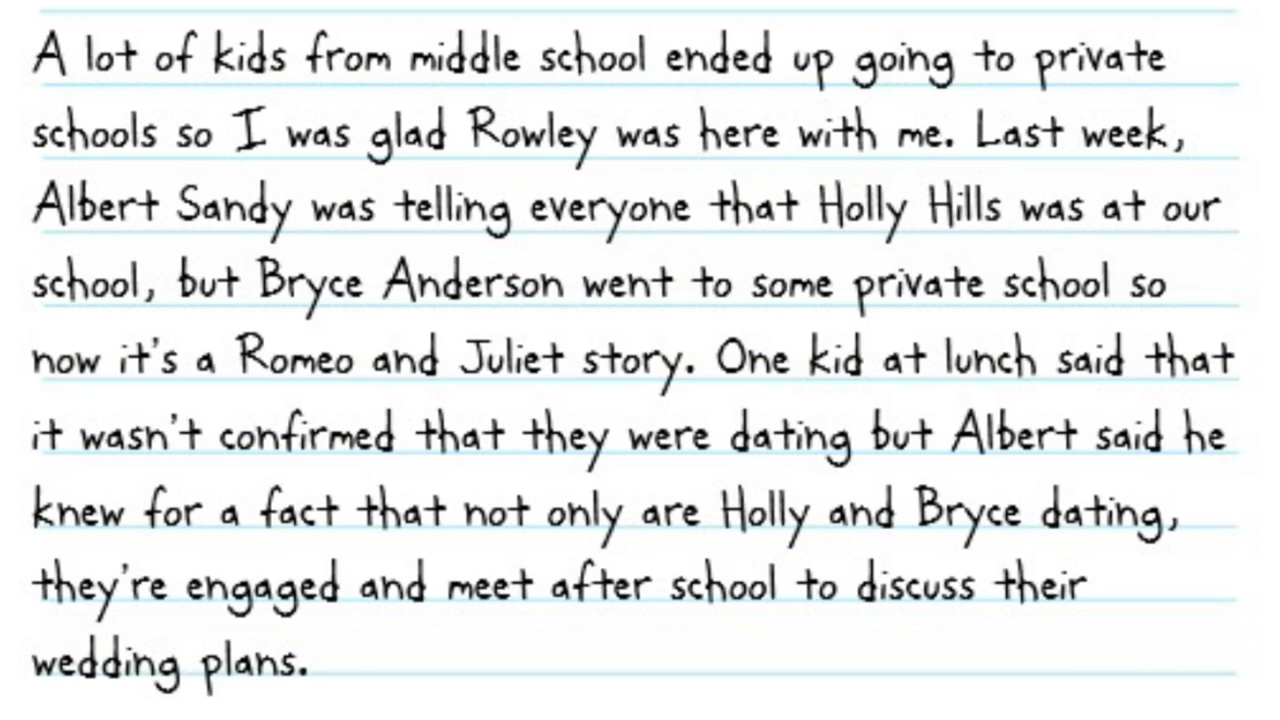 A lot of kids from middle school ended up going to private
schools so I was glad Rowley was here with me. Last week,
Albert Sandy was telling everyone that Holly Hills was at our
school, but Bryce Anderson went to some private school so
now it's a Romeo and Juliet story. One kid at lunch said that
it wasn't confirmed that they were dating but Albert said he
knew for a fact that not only are Holly and Bryce dating,
they're engaged and meet after school to discuss their
wedding plans.